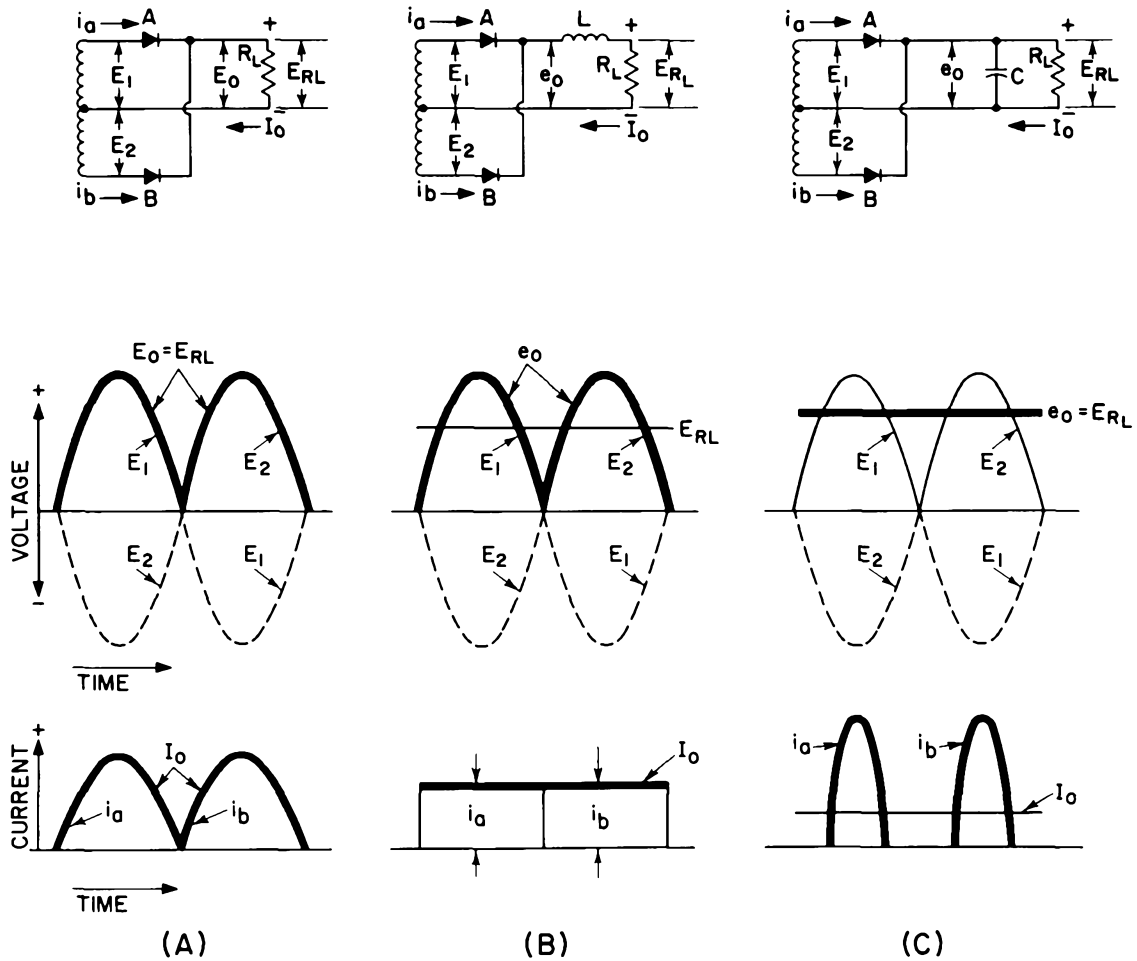 ia A
+
E1
E0
RL
ERL
E2
= I0
ib B
ia A
L
+
E1
e0
RL
ERL
E2
− I0
ib B
ia A
+
E1
e0
C
RL
ERL
E2
I0 −
ib B
E0 = ERL
e0
+
VOLTAGE
−
E1
E2
E2
E1
TIME
ERL
E1
E2
E2
E1
e0 = ERL
E1
E2
E2
E1
+
CURRENT
I0
ia
ib
TIME
I0
ia
ib
ia
ib
I0
(A)
(B)
(C)